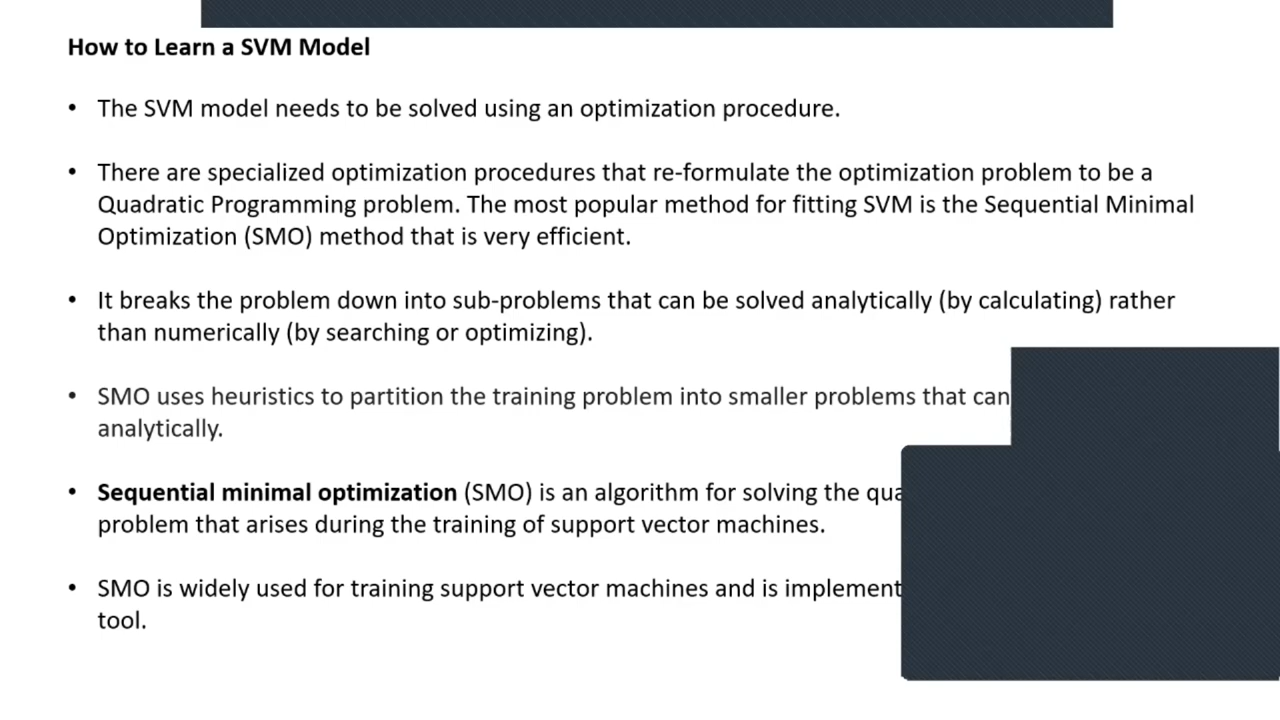 How to Learn a SVM Model
• The SVM model needs to be solved using an optimization procedure.
• There are specialized optimization procedures that re-formulate the optimization problem to be a
Quadratic Programming problem. The most popular method for fitting SVM is the Sequential Minimal
Optimization (SMO) method that is very efficient.
• It breaks the problem down into sub-problems that can be solved analytically (by calculating) rather
than numerically (by searching or optimizing).
• SMO uses heuristics to partition the training problem into smaller problems that can
analytically.
• Sequential minimal optimization (SMO) is an algorithm for solving the
problem that arises during the training of support vector machines.
• SMO is widely used for training support vector machines and is
tool.